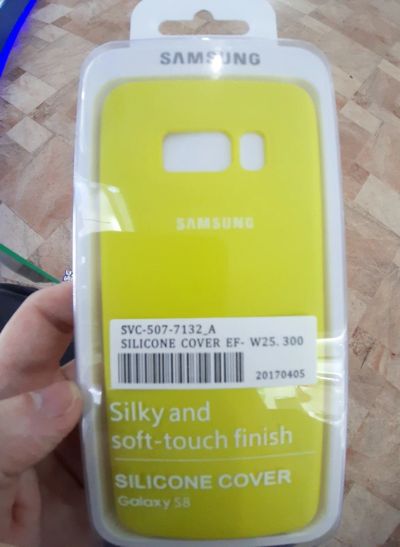 SAMSUNG
SAMSUNG
SVC-507-7132_A
SILICONE COVER EF- W25.300
20170405
Silky and
soft-touch finish
SILICONE COVER
Galaxy S8